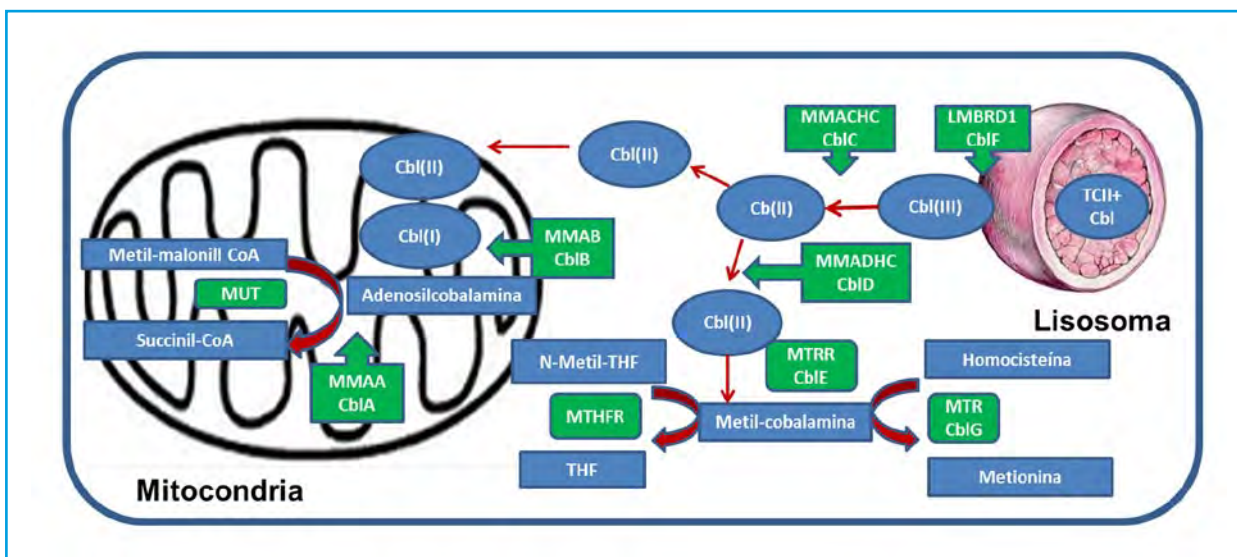 MMACHC
CblC
LMBRD1
CblF
Cbl(II)
Cbl(II)
Cb(II)
Cbl(III)
TCII+
Cbl
Cbl(I)
MMAB
CblB
Metil-malonill CoA
MUT
Adenosilcobalamina
MMADHC
CblD
Succinil-CoA
Cbl(II)
Lisosoma
MMAA
CblA
N-Metil-THF
MTRR
CblE
Homocisteína
MTHFR
Metil-cobalamina
MTR
CblG
THF
Metionina
Mitocondria